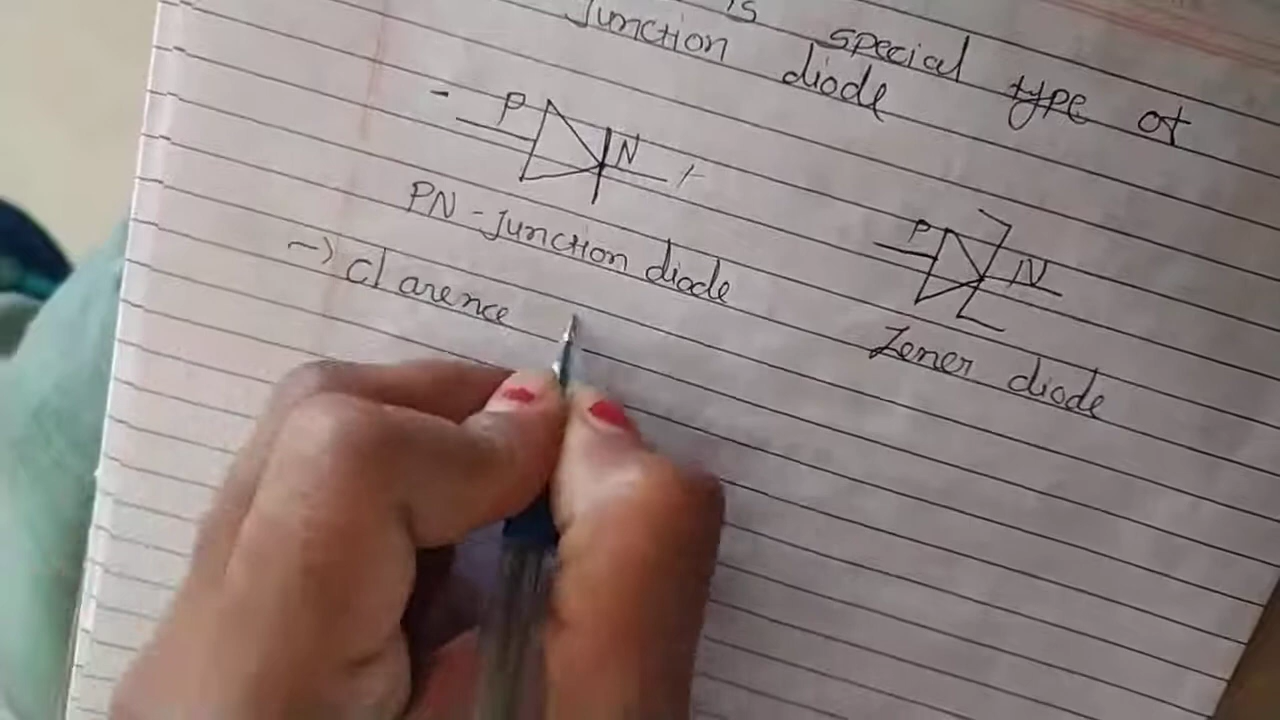 is special type of
Junction diode
- P N +
PN-Junction diode
P N
Zener diode
→ clarence